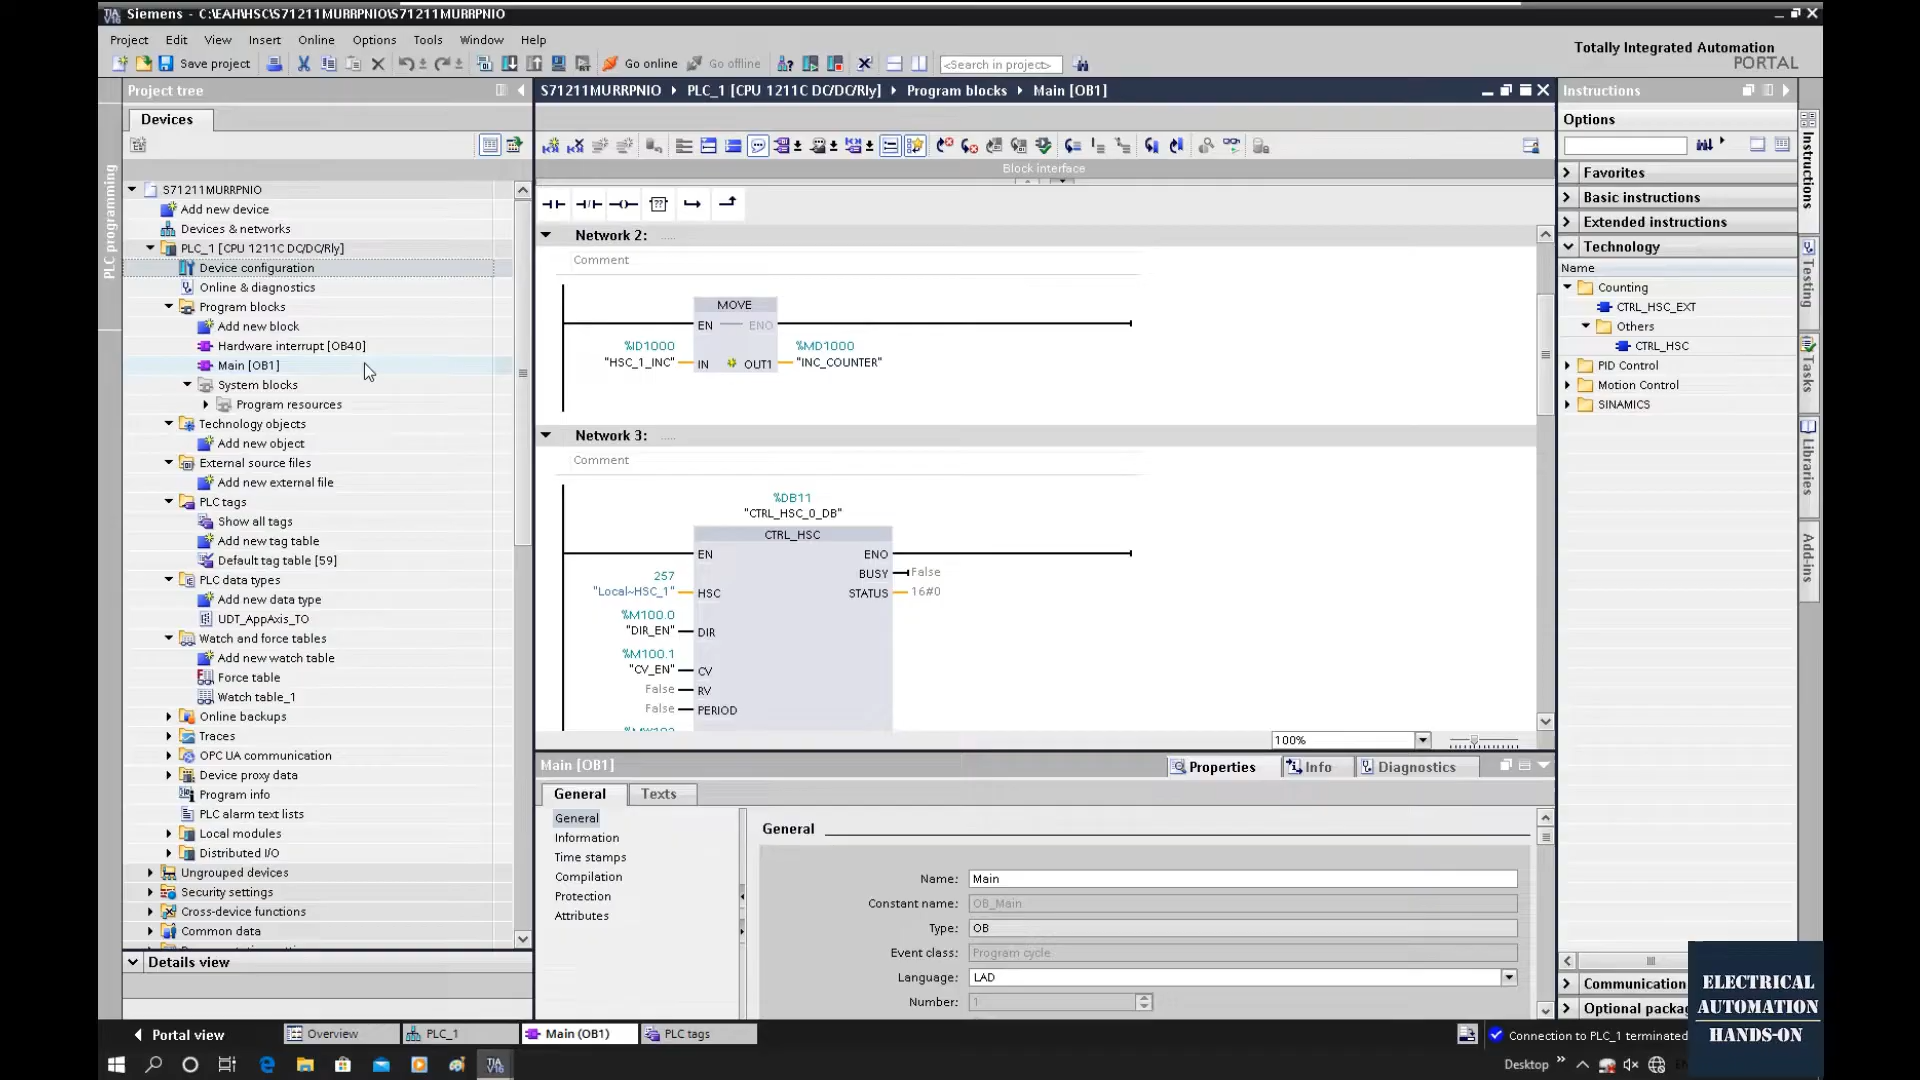 Siemens - C:\EAH\HSC\S71211MURRPNIO\S71211MURRPNIO
Project Edit View Insert Online Options Tools Window Help
Totally Integrated Automation
PORTAL
Save project
Go online
Go offline
<Search in project>
Project tree
S71211MURRPNIO
PLC_1 [CPU 1211C DC/DC/Rly]
Program blocks
Main [OB1]
Instructions
Devices
Options
Block interface
PLC programming
S71211MURRPNIO
Add new device
Devices & networks
PLC_1 [CPU 1211C DC/DC/Rly]
Device configuration
Online & diagnostics
Program blocks
Add new block
Hardware interrupt [OB40]
Main [OB1]
System blocks
Program resources
Technology objects
Add new object
External source files
Add new external file
PLC tags
Show all tags
Add new tag table
Default tag table [59]
PLC data types
Add new data type
UDT_AppAxis_TO
Watch and force tables
Add new watch table
Force table
Watch table_1
Online backups
Traces
OPC UA communication
Device proxy data
Program info
PLC alarm text lists
Local modules
Distributed I/O
Ungrouped devices
Security settings
Cross-device functions
Common data
Details view
??
Network 2:
Comment
MOVE
EN
ENO
%ID1000
"HSC_1_INC"
IN
OUT1
%MD1000
"INC_COUNTER"
Network 3:
Comment
%DB11
"CTRL_HSC_0_DB"
CTRL_HSC
EN
ENO
BUSY
False
257
"Local~HSC_1"
HSC
STATUS
16#0
%M100.0
"DIR_EN"
DIR
%M100.1
"CV_EN"
CV
False
RV
False
PERIOD
100%
Main [OB1]
Properties
Info
Diagnostics
General
Texts
General
Information
Time stamps
Compilation
Protection
Attributes
General
Name: Main
Constant name: OB_Main
Type: OB
Event class: Program cycle
Language: LAD
Number: 1
Favorites
Basic instructions
Extended instructions
Technology
Name
Counting
CTRL_HSC_EXT
Others
CTRL_HSC
PID Control
Motion Control
SINAMICS
Communication
Optional packa
Instructions
Testing
Tasks
Libraries
Add-ins
Portal view
Overview
PLC_1
Main (OB1)
PLC tags
Connection to PLC_1 terminated
Desktop
ELECTRICAL
AUTOMATION
HANDS-ON